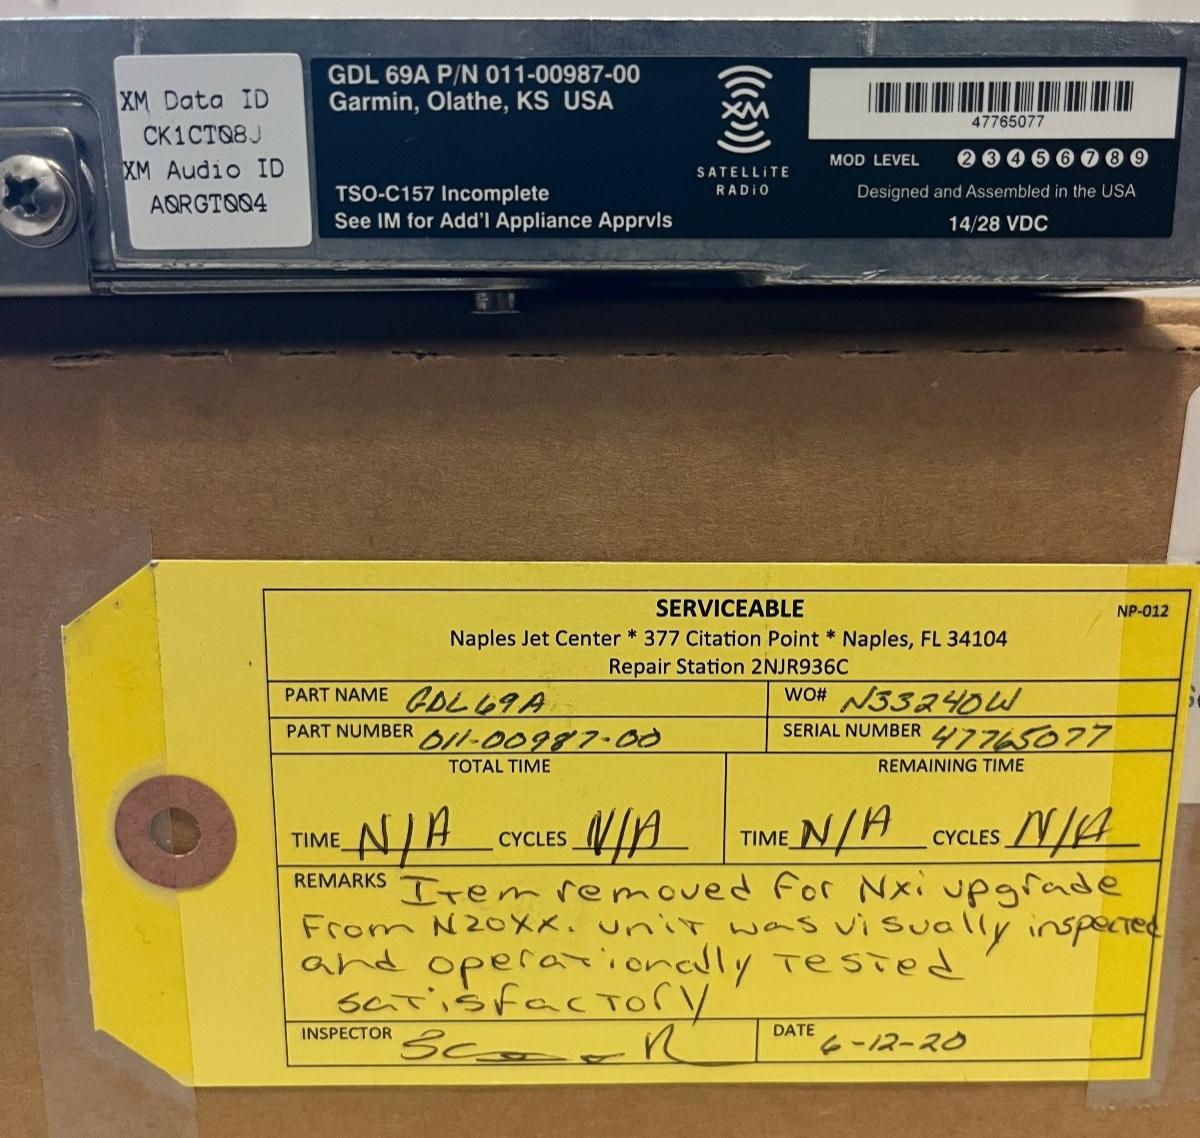 XM Data ID
CK1CTQ8J
XM Audio ID
AQRGTQQ4
GDL 69A P/N 011-00987-00
Garmin, Olathe, KS USA
TSO-C157 Incomplete
See IM for Add'l Appliance Apprvls
XM
SATELLiTE
RADiO
47765077
MOD LEVEL 2 3 4 5 6 7 8 9
Designed and Assembled in the USA
14/28 VDC
SERVICEABLE NP-012
Naples Jet Center * 377 Citation Point * Naples, FL 34104
Repair Station 2NJR936C
PART NAME GDL 69A WO# N33240W
PART NUMBER 011-00987-00 SERIAL NUMBER 47765077
TOTAL TIME REMAINING TIME
TIME N/A CYCLES N/A TIME N/A CYCLES N/A
REMARKS Item removed for Nxi upgrade
From N20XX. unit was visually inspected
and operationally tested
satisfactory
INSPECTOR DATE 6-12-20